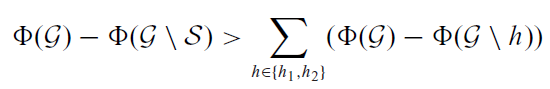 Φ(𝒢) − Φ(𝒢 \ 𝒮) > ∑ (Φ(𝒢) − Φ(𝒢 \ h))
h∈{h₁,h₂}